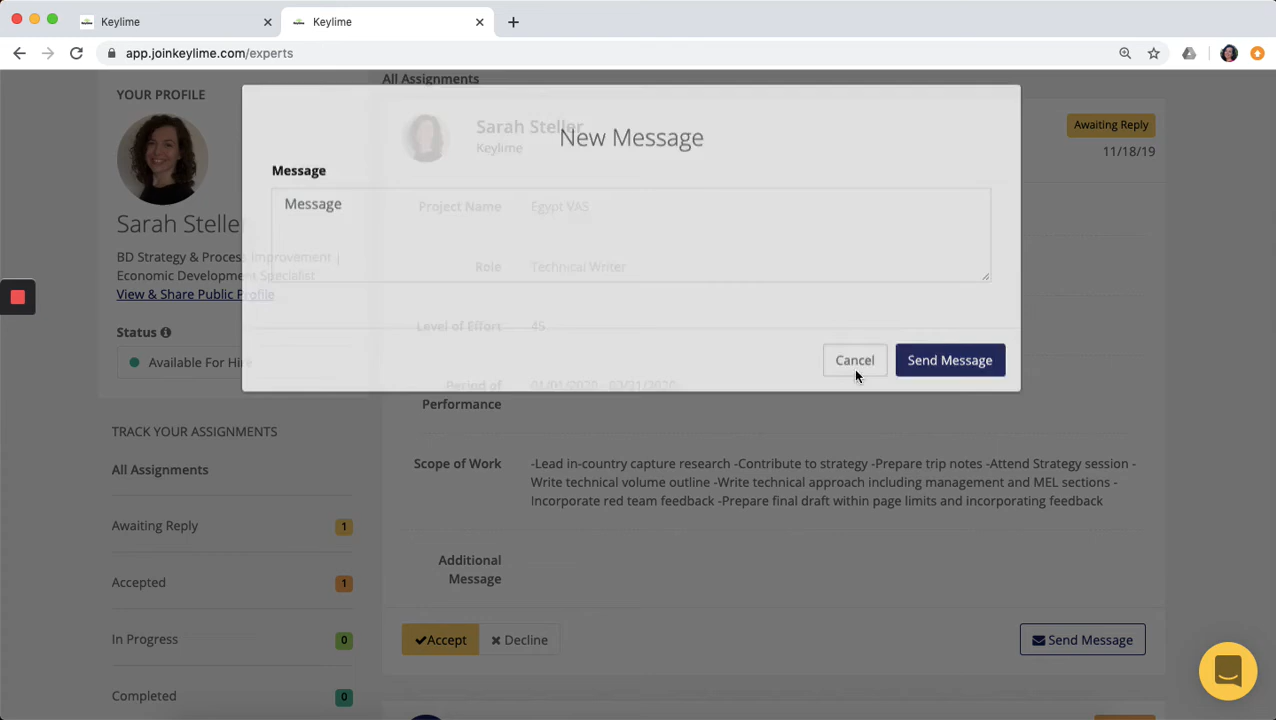 Keylime
Keylime
app.joinkeylime.com/experts
All Assignments
YOUR PROFILE
Sarah Steller
BD Strategy & Process Improvement |
Economic Development Specialist
View & Share Public Profile
Status
Available For Hire
TRACK YOUR ASSIGNMENTS
All Assignments
Awaiting Reply 1
Accepted 1
In Progress 0
Completed 0
New Message
Message
Message
Cancel
Send Message
Sarah Steller
Keylime
Awaiting Reply
11/18/19
Project Name Egypt VAS
Role Technical Writer
Level of Effort 45
Period of 01/01/2020 - 03/31/2020
Performance
Scope of Work -Lead in-country capture research -Contribute to strategy -Prepare trip notes -Attend Strategy session -
Write technical volume outline -Write technical approach including management and MEL sections -
Incorporate red team feedback -Prepare final draft within page limits and incorporating feedback
Additional
Message
Accept
Decline
Send Message